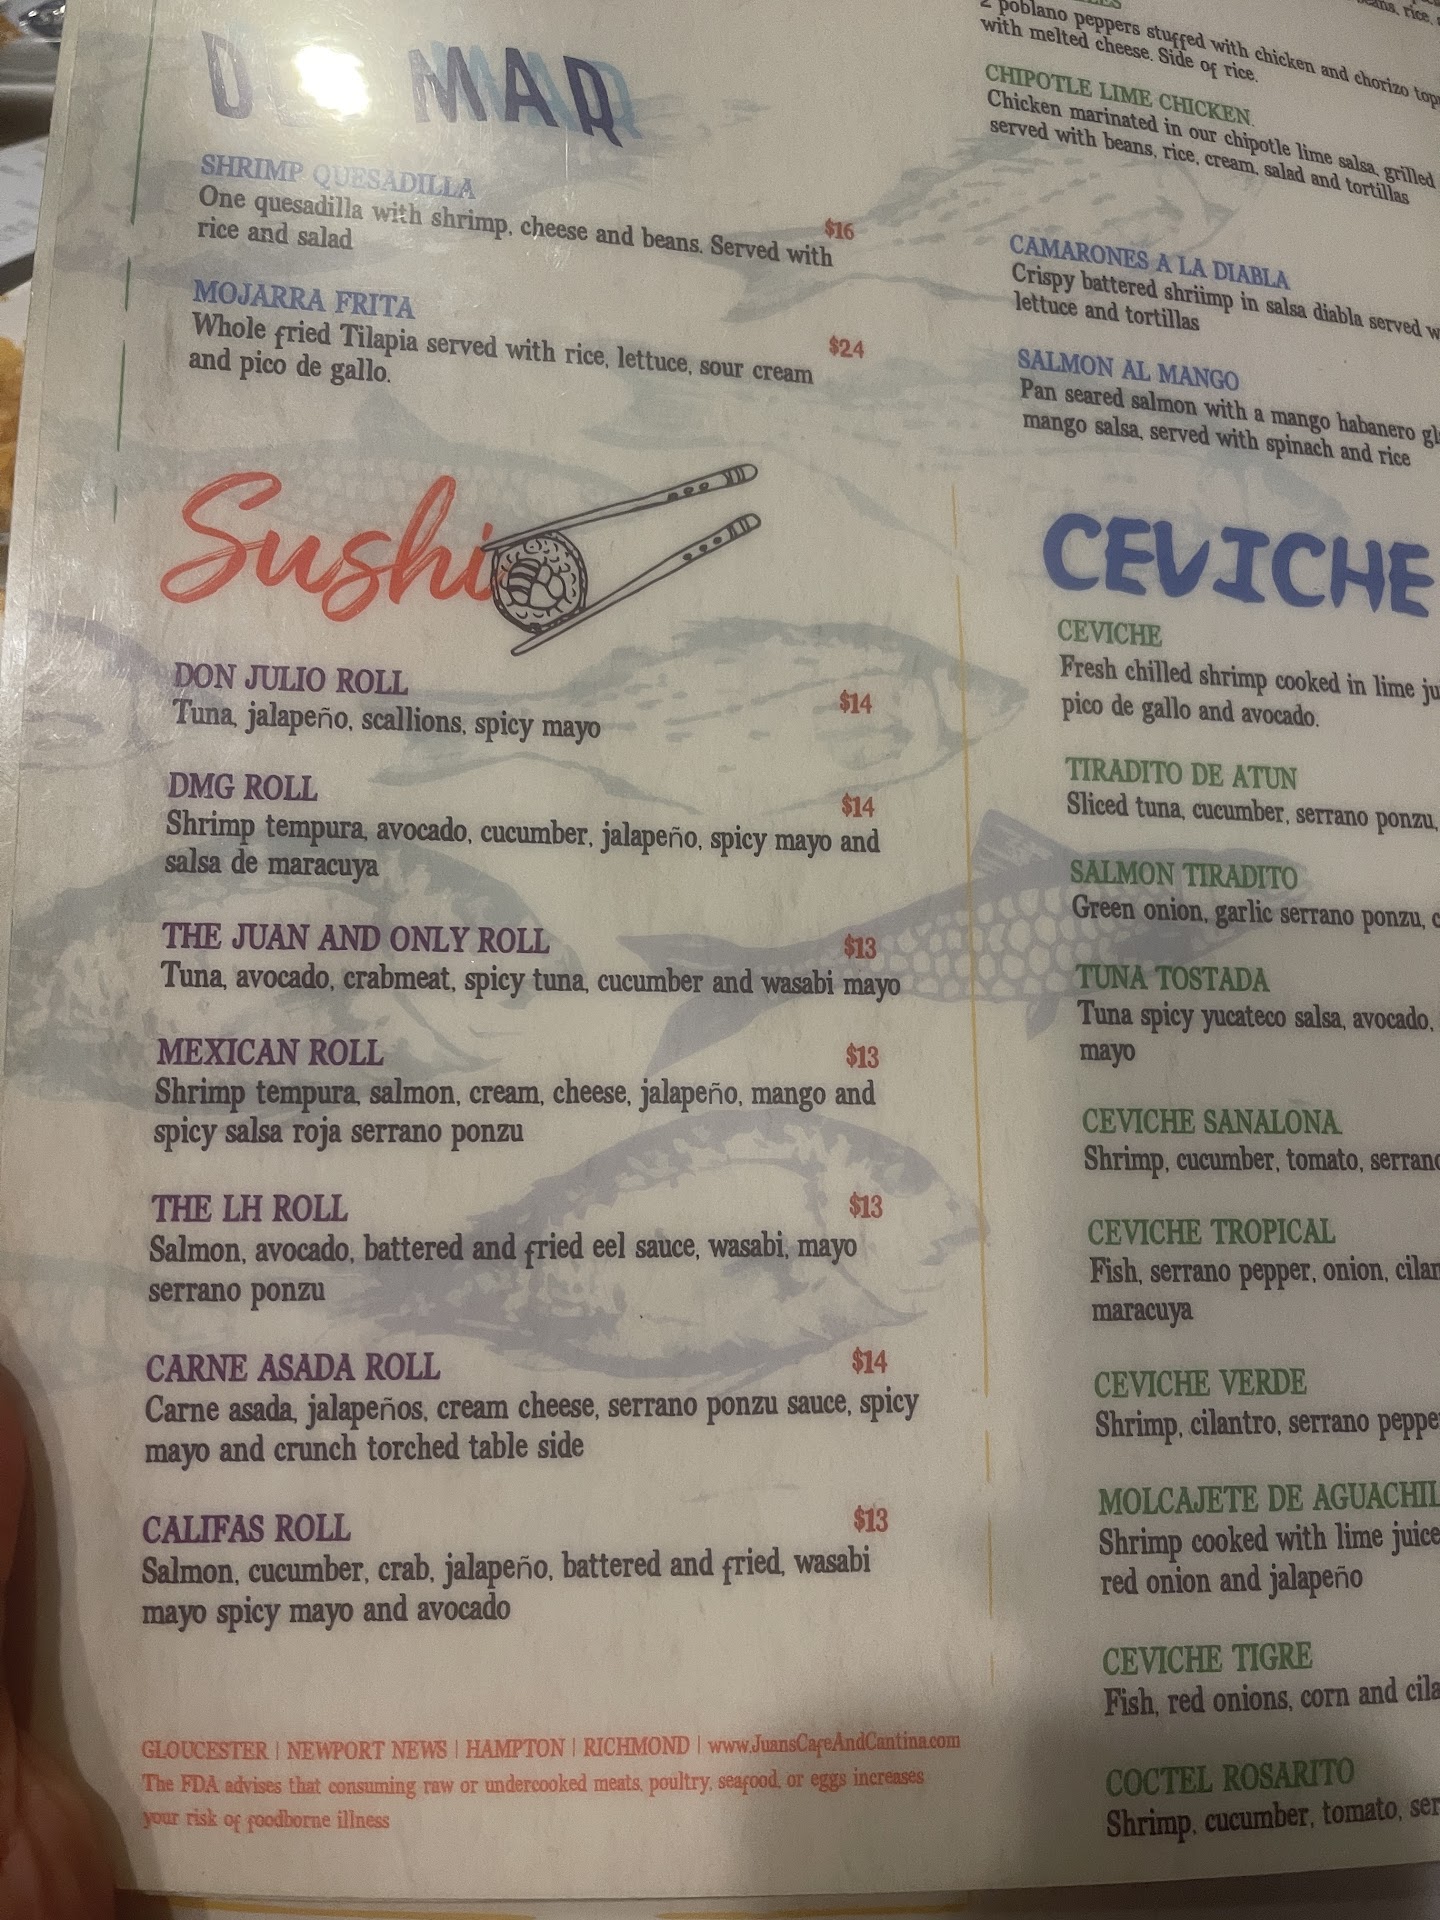 MAR
SHRIMP QUESADILLA
One quesadilla with shrimp, cheese and beans. Served with $16
rice and salad
MOJARRA FRITA
Whole fried Tilapia served with rice, lettuce, sour cream $24
and pico de gallo.
Sushi
DON JULIO ROLL
Tuna, jalapeño, scallions, spicy mayo $14
DMG ROLL $14
Shrimp tempura, avocado, cucumber, jalapeño, spicy mayo and
salsa de maracuya
THE JUAN AND ONLY ROLL $13
Tuna, avocado, crabmeat, spicy tuna, cucumber and wasabi mayo
MEXICAN ROLL $13
Shrimp tempura, salmon, cream, cheese, jalapeño, mango and
spicy salsa roja serrano ponzu
THE LH ROLL $13
Salmon, avocado, battered and fried eel sauce, wasabi, mayo
serrano ponzu
CARNE ASADA ROLL $14
Carne asada, jalapeños, cream cheese, serrano ponzu sauce, spicy
mayo and crunch torched table side
CALIFAS ROLL $13
Salmon, cucumber, crab, jalapeño, battered and fried, wasabi
mayo spicy mayo and avocado
GLOUCESTER | NEWPORT NEWS | HAMPTON | RICHMOND | www.JuansCafeAndCantina.com
The FDA advises that consuming raw or undercooked meats, poultry, seafood, or eggs increases
your risk of foodborne illness
2 poblano peppers stuffed with chicken and chorizo
with melted cheese. Side of rice.
CHIPOTLE LIME CHICKEN.
Chicken marinated in our chipotle lime salsa, grilled
served with beans, rice, cream, salad and tortillas
CAMARONES A LA DIABLA
Crispy battered shriimp in salsa diabla served
lettuce and tortillas
SALMON AL MANGO
Pan seared salmon with a mango habanero
mango salsa, served with spinach and rice
CEVICHE
CEVICHE
Fresh chilled shrimp cooked in lime
pico de gallo and avocado.
TIRADITO DE ATUN
Sliced tuna, cucumber, serrano ponzu,
SALMON TIRADITO
Green onion, garlic serrano ponzu,
TUNA TOSTADA
Tuna spicy yucateco salsa, avocado,
mayo
CEVICHE SANALONA
Shrimp, cucumber, tomato,
CEVICHE TROPICAL
Fish, serrano pepper, onion,
maracuya
CEVICHE VERDE
Shrimp, cilantro, serrano
MOLCAJETE DE
Shrimp cooked with lime juice
red onion and jalapeño
CEVICHE TIGRE
Fish, red onions, corn and
COCTEL ROSARITO
Shrimp, cucumber, tomato,